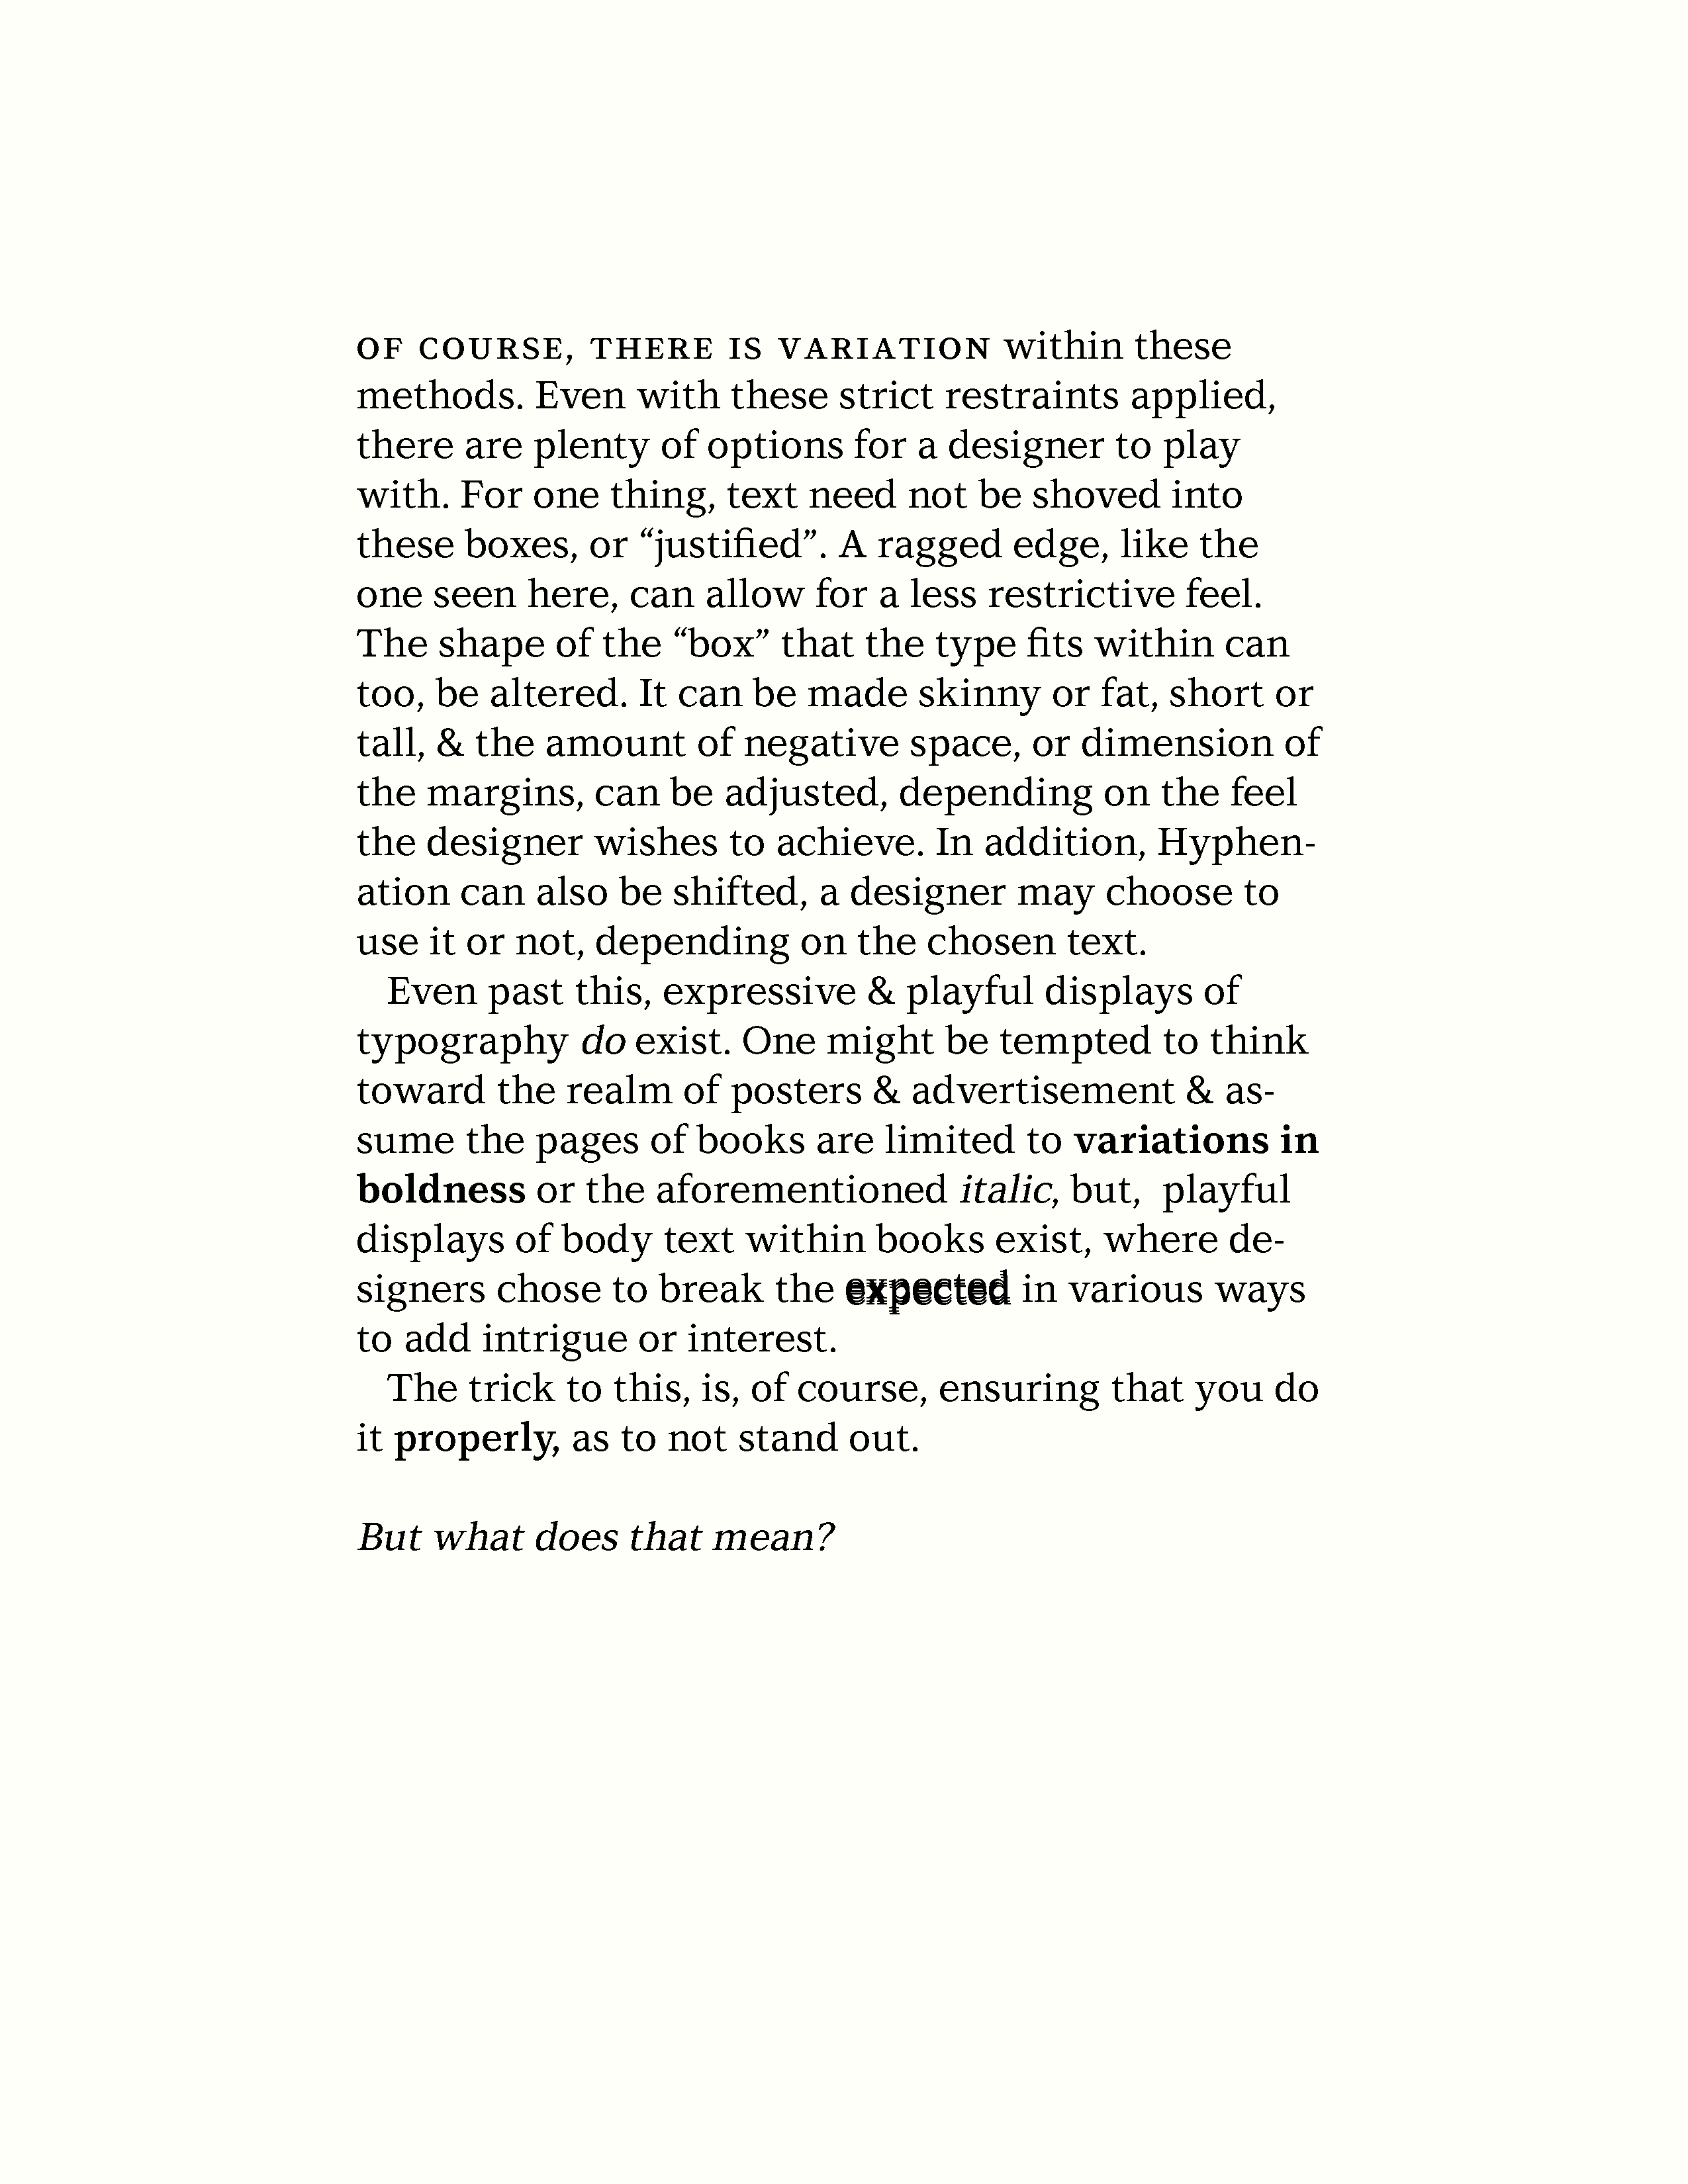 OF COURSE, THERE IS VARIATION within these
methods. Even with these strict restraints applied,
there are plenty of options for a designer to play
with. For one thing, text need not be shoved into
these boxes, or “justified”. A ragged edge, like the
one seen here, can allow for a less restrictive feel.
The shape of the “box” that the type fits within can
too, be altered. It can be made skinny or fat, short or
tall, & the amount of negative space, or dimension of
the margins, can be adjusted, depending on the feel
the designer wishes to achieve. In addition, Hyphen-
ation can also be shifted, a designer may choose to
use it or not, depending on the chosen text.
Even past this, expressive & playful displays of
typography do exist. One might be tempted to think
toward the realm of posters & advertisement & as-
sume the pages of books are limited to variations in
boldness or the aforementioned italic, but,  playful
displays of body text within books exist, where de-
signers chose to break the expected in various ways
to add intrigue or interest.
The trick to this, is, of course, ensuring that you do
it properly, as to not stand out.
But what does that mean?